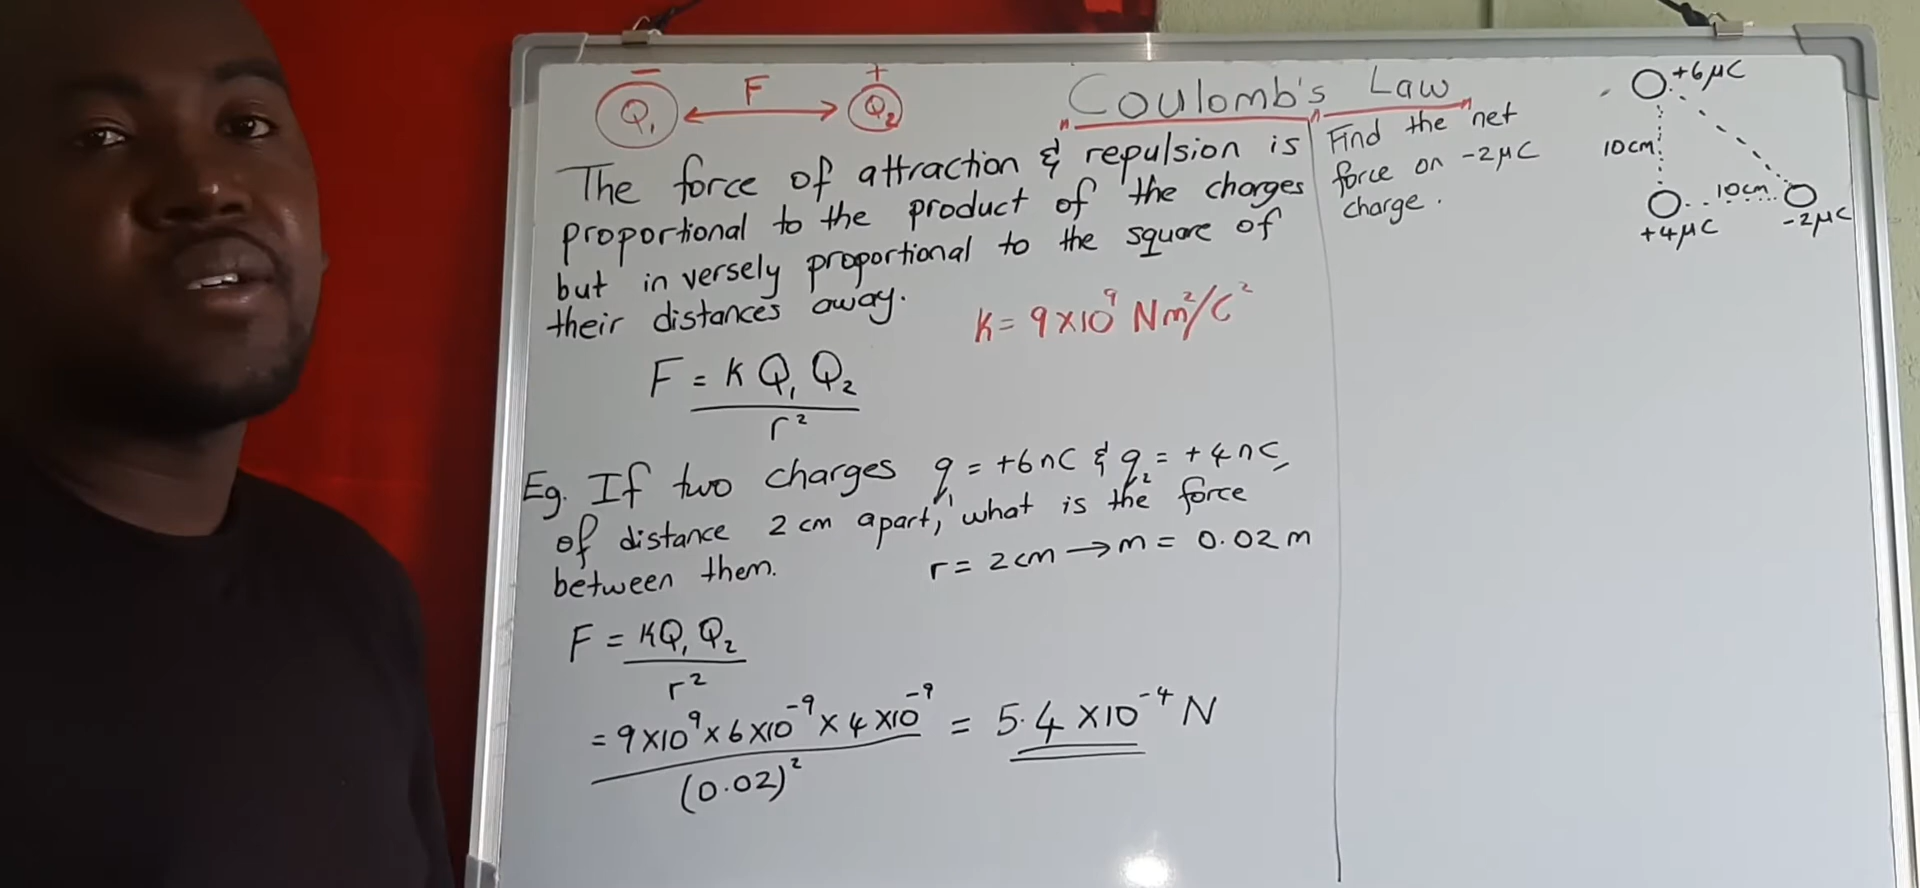 − +
Q₁ F Q₂
Coulomb's Law
The force of attraction & repulsion is
proportional to the product of the charges
but inversely proportional to the square of
their distances away.
K = 9×10⁹ Nm²/C²
F = K Q₁ Q₂
r²
Eg. If two charges q₁ = +6nC & q₂ = +4nC,
of distance 2cm apart, what is the force
between them.
r = 2cm → m = 0.02m
F = KQ₁Q₂
r²
= 9×10⁹ × 6×10⁻⁹ × 4×10⁻⁹ = 5.4×10⁻⁴ N
(0.02)²
Find the net
force on -2μC
charge.
+6μC
10cm
10cm
+4μC
-2μC